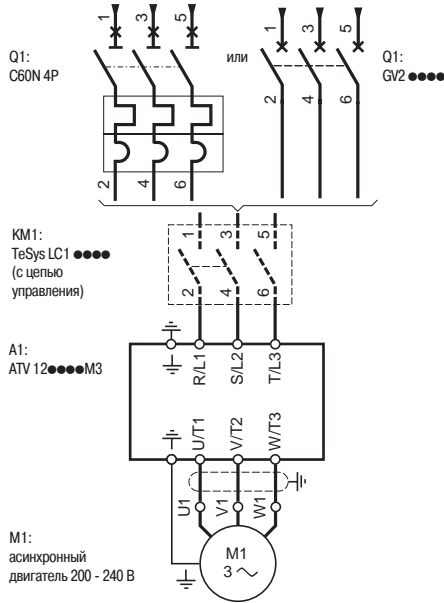 1 3 5
1 3 5
Q1:
C60N 4P
или
Q1:
GV2 ●●●●
2 4 6
2 4 6
KM1:
TeSys LC1 ●●●●
(с цепью
управления)
1 3 5
2 4 6
A1:
ATV 12●●●●M3
R/L1 S/L2 T/L3
U/T1 V/T2 W/T3
U1 V1 W1
M1:
асинхронный
двигатель 200 - 240 В
M1
3